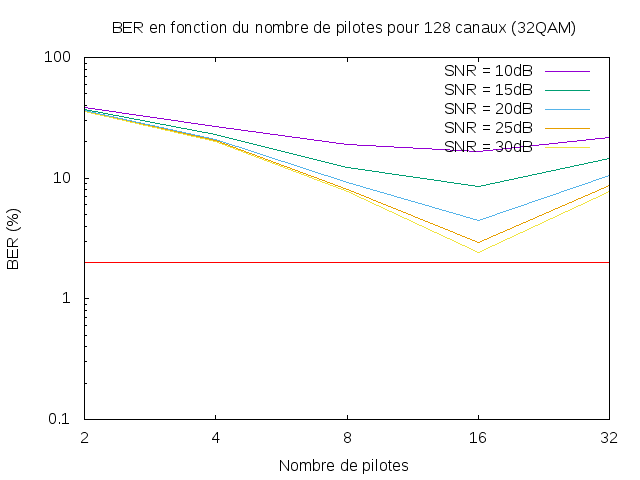 BER en fonction du nombre de pilotes pour 128 canaux (32QAM)
100
10
1
0.1
BER (%)
SNR = 10dB
SNR = 15dB
SNR = 20dB
SNR = 25dB
SNR = 30dB
2 4 8 16 32
Nombre de pilotes